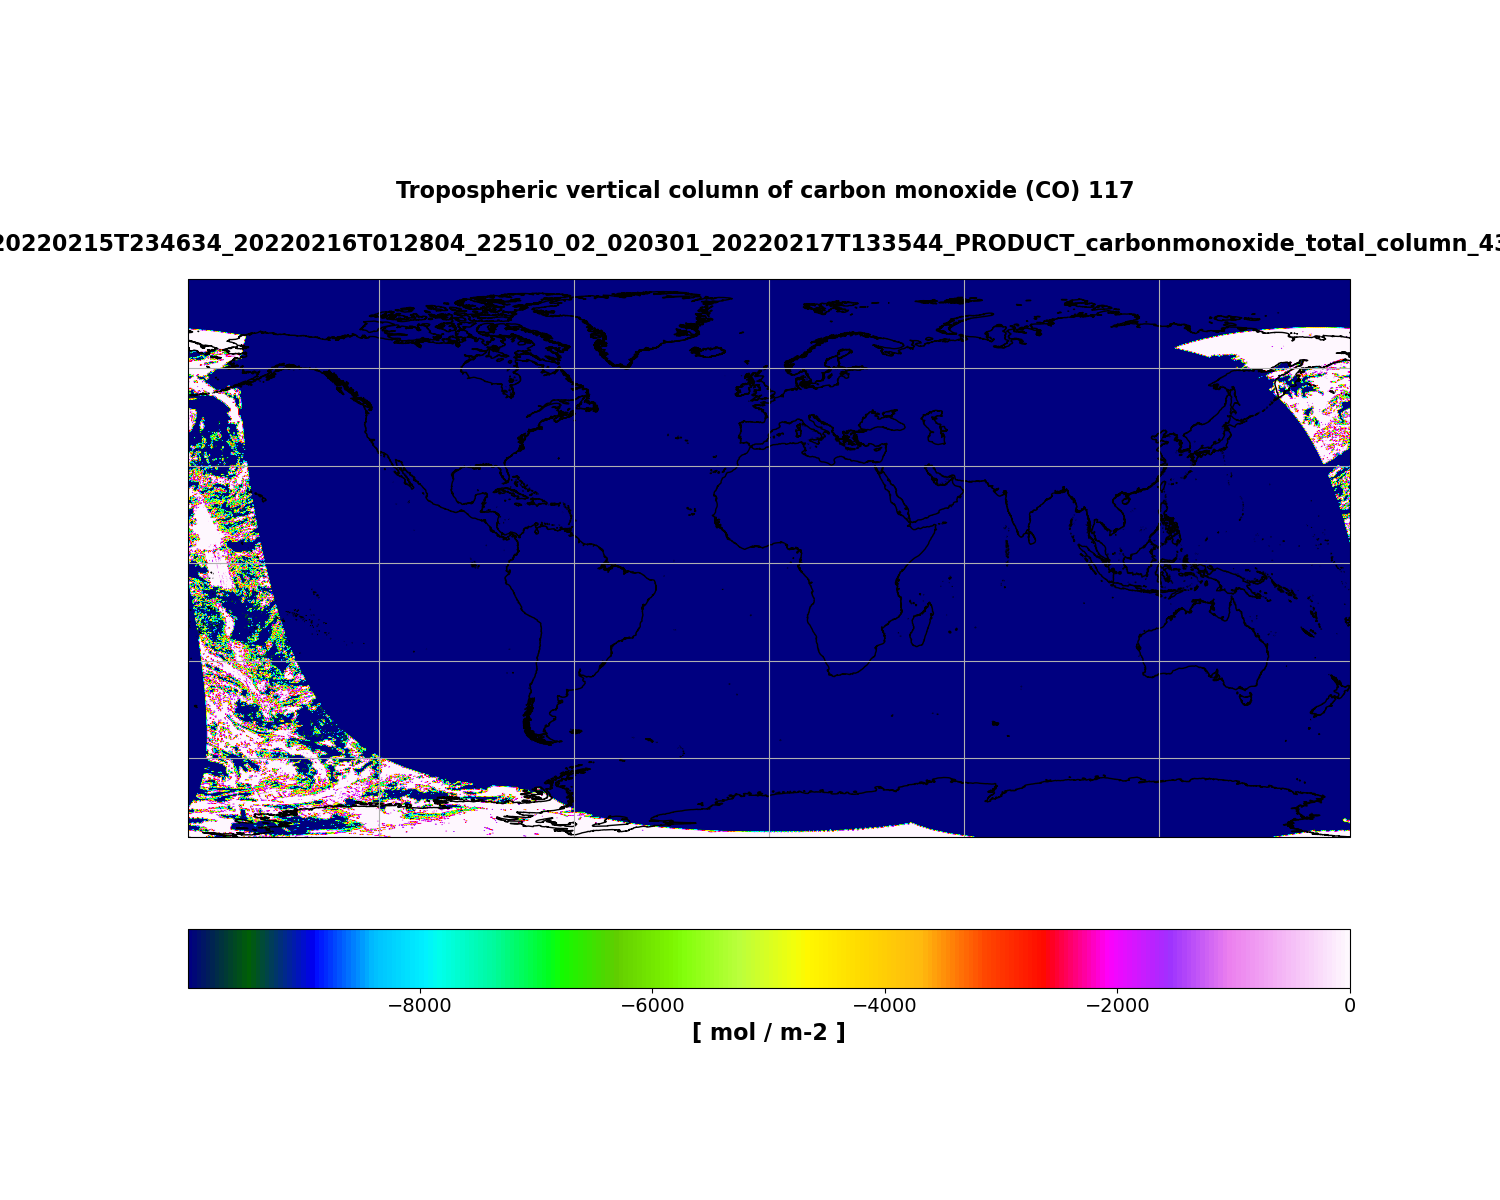 Tropospheric vertical column of carbon monoxide (CO) 117
20220215T234634_20220216T012804_22510_02_020301_20220217T133544_PRODUCT_carbonmonoxide_total_column_43
−8000 −6000 −4000 −2000 0
[ mol / m-2 ]